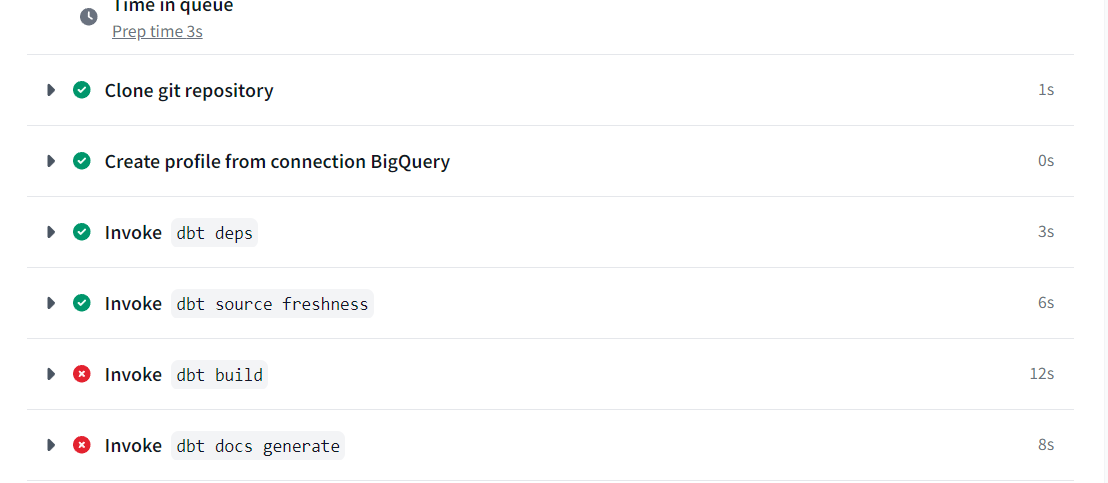 Time in queue
Prep time 3s
Clone git repository 1s
Create profile from connection BigQuery 0s
Invoke dbt deps 3s
Invoke dbt source freshness 6s
Invoke dbt build 12s
Invoke dbt docs generate 8s